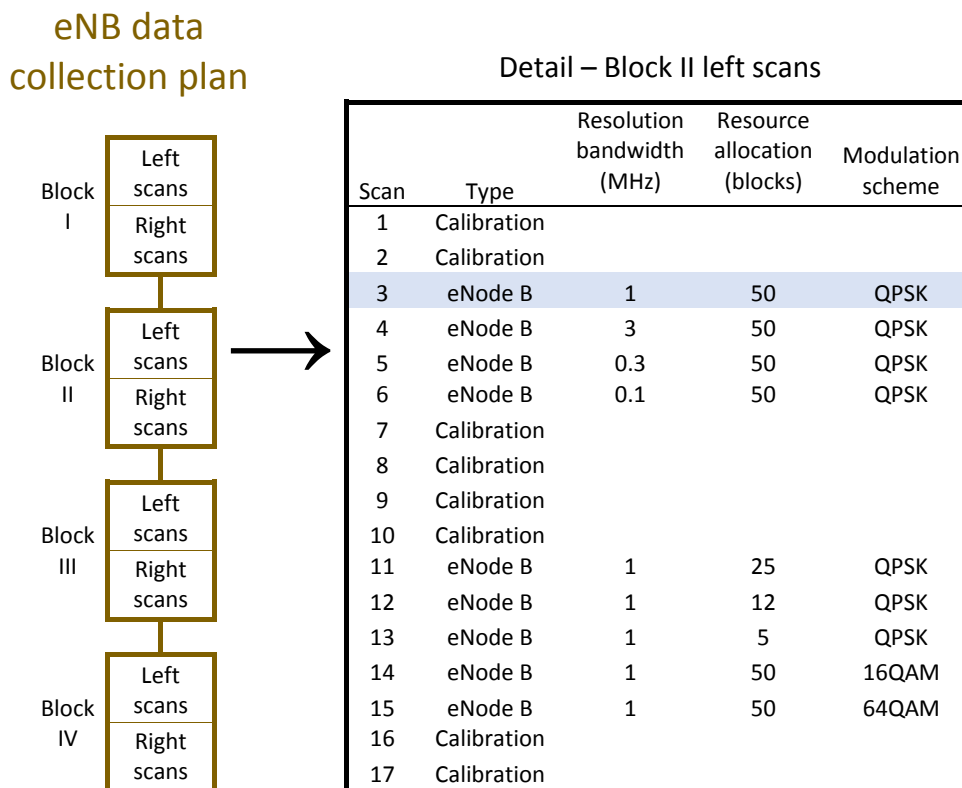 eNB data
collection plan
Left
scans
Block
I
Right
scans
Left
scans
Block
II
Right
scans
Left
scans
Block
III
Right
scans
Left
scans
Block
IV
Right
scans
Detail – Block II left scans
Scan Type Resolution bandwidth (MHz) Resource allocation (blocks) Modulation scheme
1 Calibration
2 Calibration
3 eNode B 1 50 QPSK
4 eNode B 3 50 QPSK
5 eNode B 0.3 50 QPSK
6 eNode B 0.1 50 QPSK
7 Calibration
8 Calibration
9 Calibration
10 Calibration
11 eNode B 1 25 QPSK
12 eNode B 1 12 QPSK
13 eNode B 1 5 QPSK
14 eNode B 1 50 16QAM
15 eNode B 1 50 64QAM
16 Calibration
17 Calibration